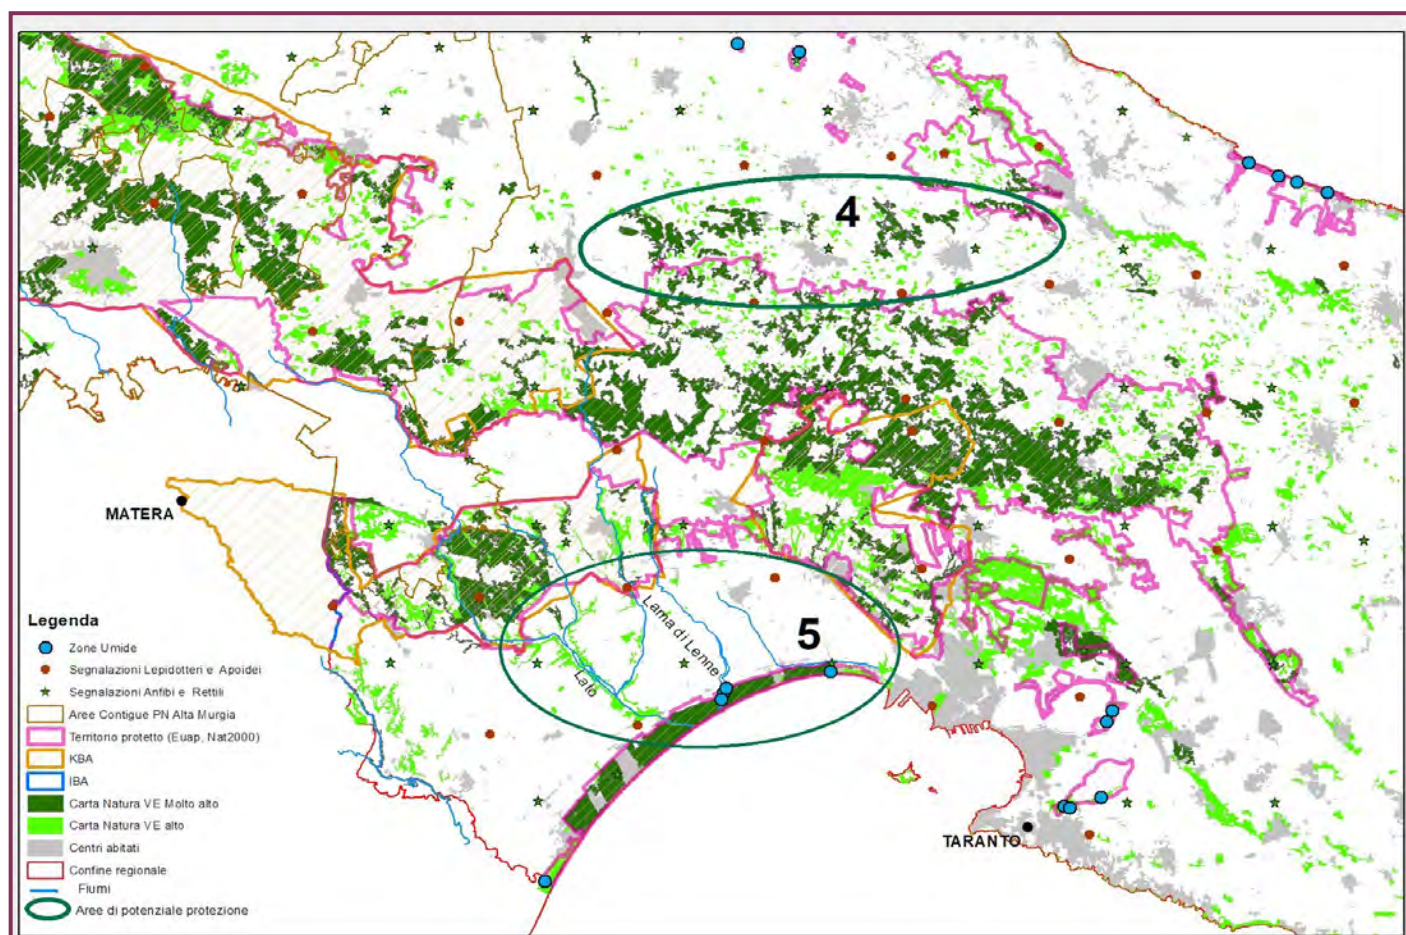 4
MATERA
Legenda
Zone Umide
Segnalazioni Lepidotteri e Apoidei
Segnalazioni Anfibi e Rettili
Aree Contigue PN Alta Murgia
Territorio protetto (Euap, Nat2000)
KBA
IBA
Carta Natura VE Molto alto
Carta Natura VE alto
Centri abitati
Confine regionale
Fiumi
Aree di potenziale protezione
Lama di Lenne
5
Lato
TARANTO